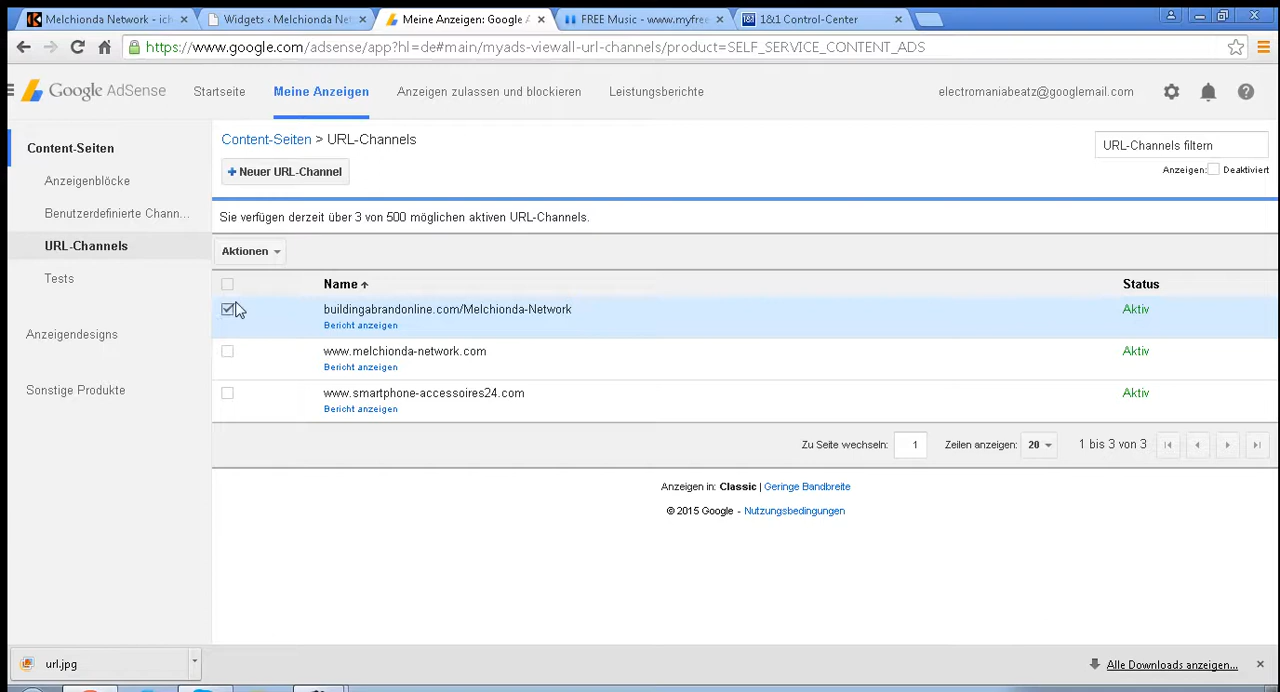 Melchionda Network - ich
Widgets ‹ Melchionda Net
Meine Anzeigen: Google A
FREE Music - www.myfre
1&1 Control-Center
https://www.google.com/adsense/app?hl=de#main/myads-viewall-url-channels/product=SELF_SERVICE_CONTENT_ADS
Google AdSense
Startseite
Meine Anzeigen
Anzeigen zulassen und blockieren
Leistungsberichte
electromaniabeatz@googlemail.com
Content-Seiten
Anzeigenblöcke
Benutzerdefinierte Chann...
URL-Channels
Tests
Anzeigendesigns
Sonstige Produkte
Content-Seiten > URL-Channels
URL-Channels filtern
+ Neuer URL-Channel
Anzeigen: Deaktiviert
Sie verfügen derzeit über 3 von 500 möglichen aktiven URL-Channels.
Aktionen
Name ↑ Status
buildingabrandonline.com/Melchionda-Network Aktiv
Bericht anzeigen
www.melchionda-network.com Aktiv
Bericht anzeigen
www.smartphone-accessoires24.com Aktiv
Bericht anzeigen
Zu Seite wechseln: 1 Zeilen anzeigen: 20 1 bis 3 von 3
Anzeigen in: Classic | Geringe Bandbreite
© 2015 Google - Nutzungsbedingungen
url.jpg
Alle Downloads anzeigen...